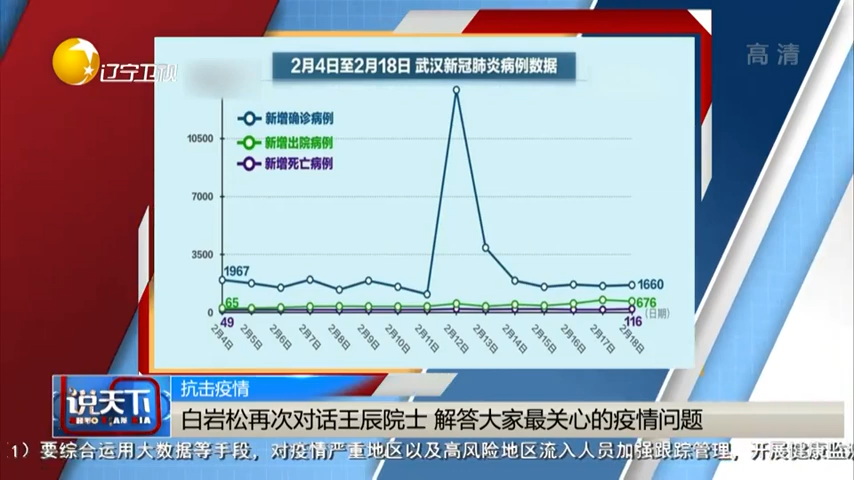 辽宁卫视
高清
2月4日至2月18日 武汉新冠肺炎病例数据
新增确诊病例
新增出院病例
新增死亡病例
10500
7000
3500
0
1967
65
49
1660
676
116
(日期)
2月4日
2月5日
2月6日
2月7日
2月8日
2月9日
2月10日
2月11日
2月12日
2月13日
2月14日
2月15日
2月16日
2月17日
2月18日
说天下
SHUO TIAN XIA
抗击疫情
白岩松再次对话王辰院士 解答大家最关心的疫情问题
1）要综合运用大数据等手段，对疫情严重地区以及高风险地区流入人员加强跟踪管理，开展健康监测